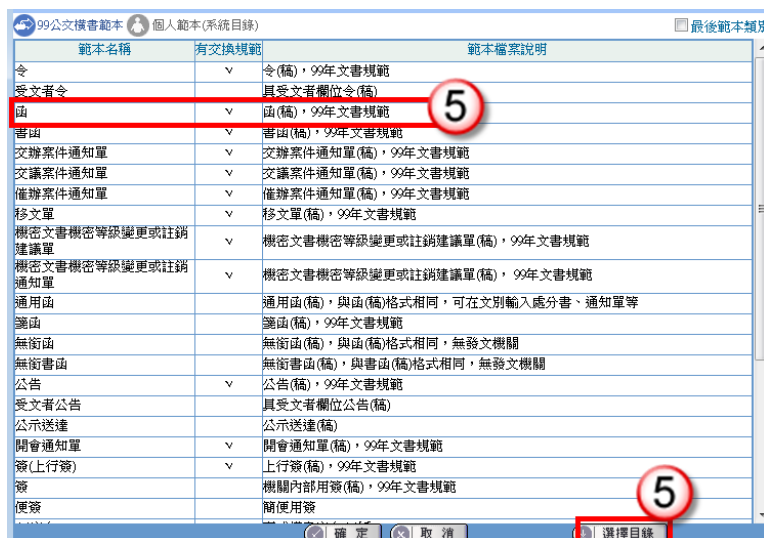 99公文橫書範本 個人範本(系統目錄) 最後範本類別
範本名稱 有交換規範 範本檔案說明
令 v 令(稿)，99年文書規範
受文者令 具受文者欄位令(稿)
函 v 函(稿)，99年文書規範 5
書函 v 書函(稿)，99年文書規範
交辦案件通知單 v 交辦案件通知單(稿)，99年文書規範
交議案件通知單 v 交議案件通知單(稿)，99年文書規範
催辦案件通知單 v 催辦案件通知單(稿)，99年文書規範
移文單 v 移文單(稿)，99年文書規範
機密文書機密等級變更或註銷
建議單 v 機密文書機密等級變更或註銷建議單(稿)，99年文書規範
機密文書機密等級變更或註銷
通知單 v 機密文書機密等級變更或註銷通知單(稿)， 99年文書規範
通用函 通用函(稿)，與函(稿)格式相同，可在文別輸入處分書、通知單等
箋函 箋函(稿)，99年文書規範
無銜函 無銜函(稿)，與函(稿)格式相同，無發文機關
無銜書函 無銜書函(稿)，與書函(稿)格式相同，無發文機關
公告 v 公告(稿)，99年文書規範
受文者公告 具受文者欄位公告(稿)
公示送達 公示送達(稿)
開會通知單 v 開會通知單(稿)，99年文書規範
簽(上行簽) v 上行簽(稿)，99年文書規範
簽 機關內部用簽(稿)，99年文書規範
便簽 簡便用簽
5
確 定 取 消 選擇目錄